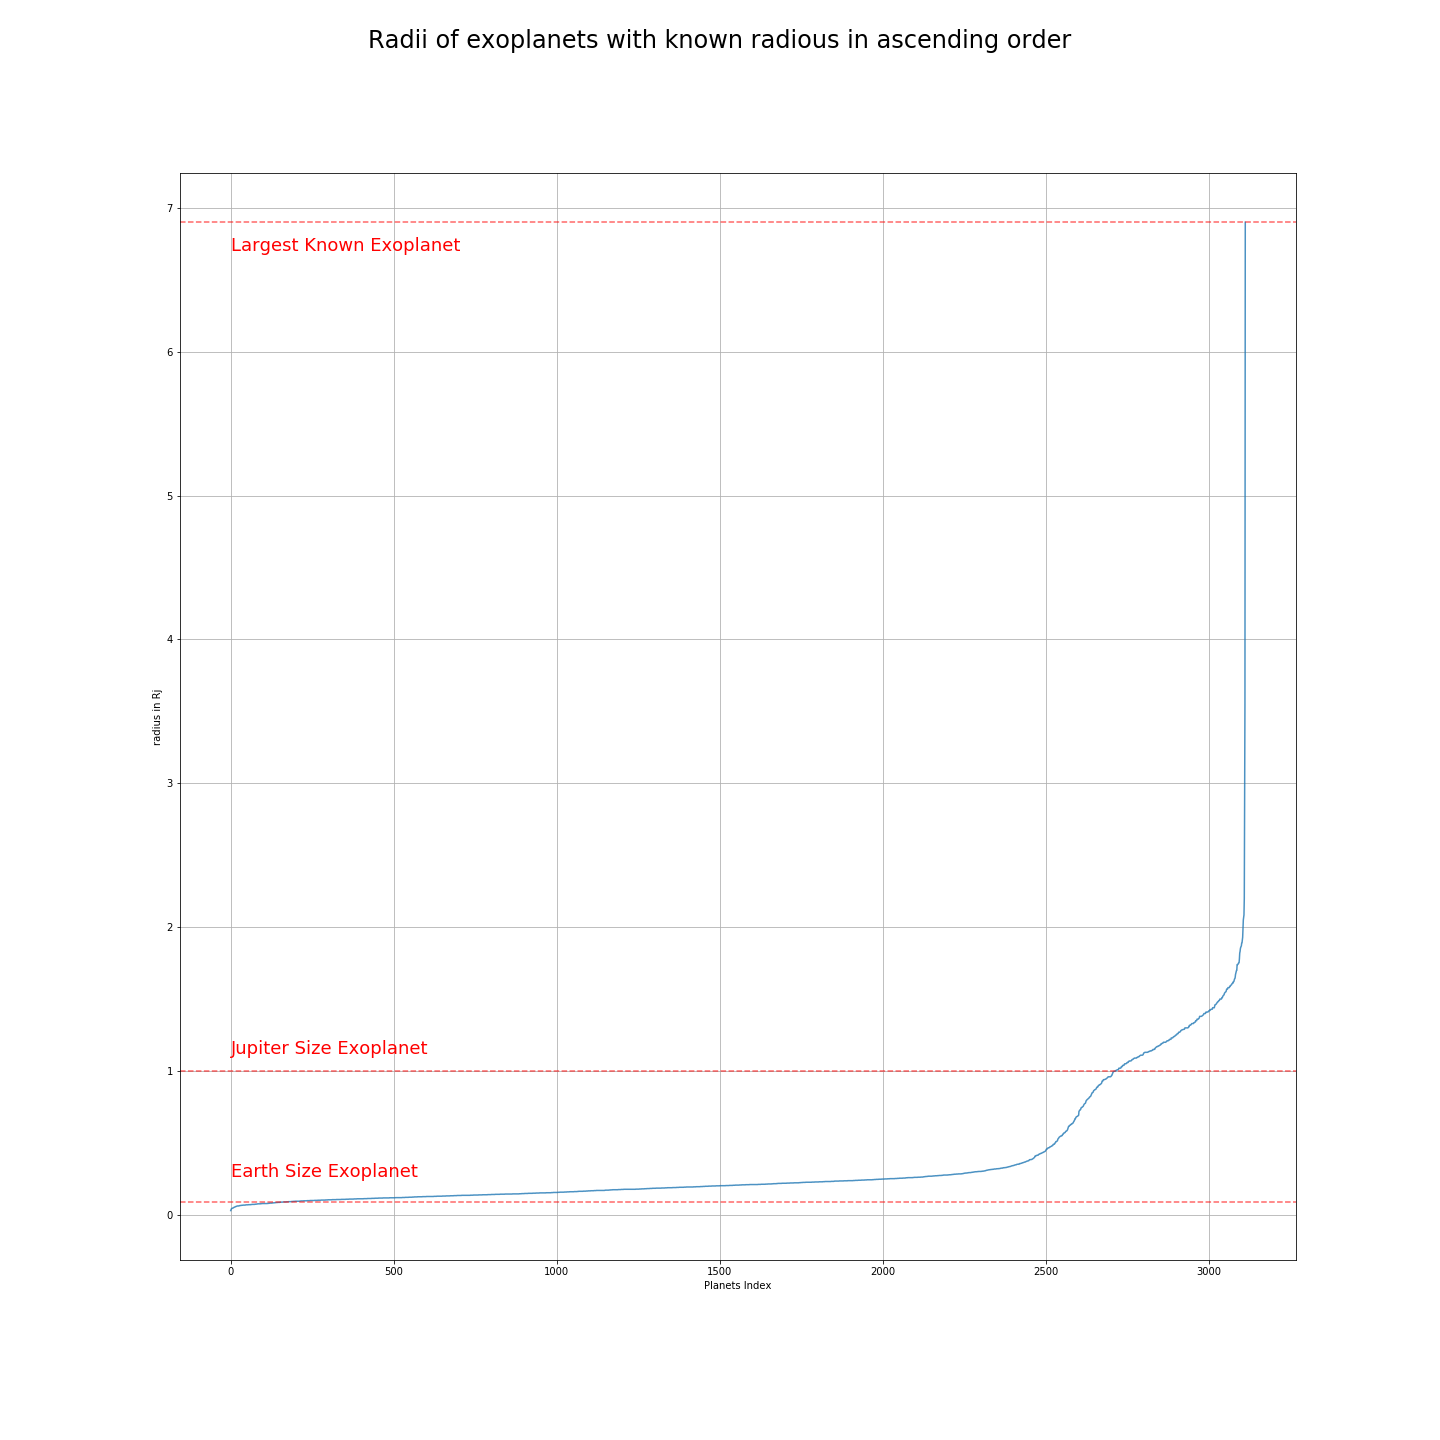 Radii of exoplanets with known radious in ascending order
7
Largest Known Exoplanet
6
5
4
radius in Rj
3
2
Jupiter Size Exoplanet
1
Earth Size Exoplanet
0
0 500 1000 1500 2000 2500 3000
Planets Index